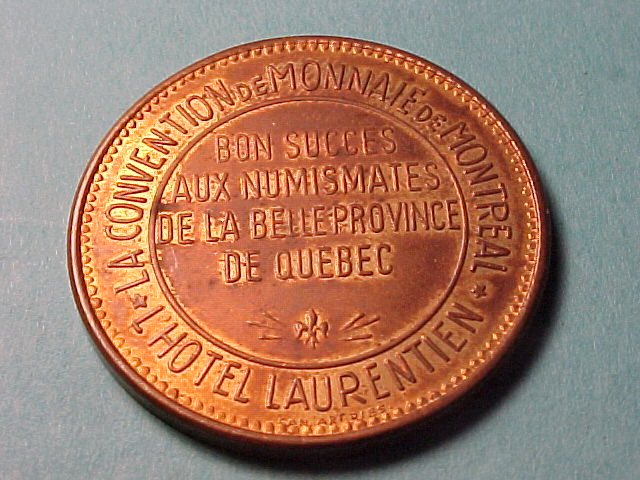 LA CONVENTION DE MONNAIE DE MONTREAL
BON SUCCES
AUX NUMISMATES
DE LA BELLE PROVINCE
DE QUEBEC
L'HOTEL LAURENTIEN